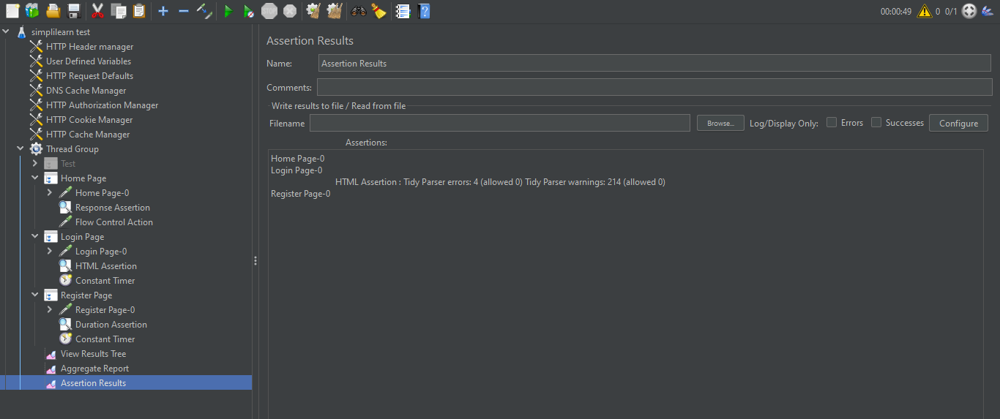 00:00:49 0 0/1
simplilearn test
HTTP Header manager
User Defined Variables
HTTP Request Defaults
DNS Cache Manager
HTTP Authorization Manager
HTTP Cookie Manager
HTTP Cache Manager
Thread Group
Test
Home Page
Home Page-0
Response Assertion
Flow Control Action
Login Page
Login Page-0
HTML Assertion
Constant Timer
Register Page
Register Page-0
Duration Assertion
Constant Timer
View Results Tree
Aggregate Report
Assertion Results
Assertion Results
Name: Assertion Results
Comments:
Write results to file / Read from file
Filename Browse... Log/Display Only: Errors Successes Configure
Assertions:
Home Page-0
Login Page-0
HTML Assertion : Tidy Parser errors: 4 (allowed 0) Tidy Parser warnings: 214 (allowed 0)
Register Page-0